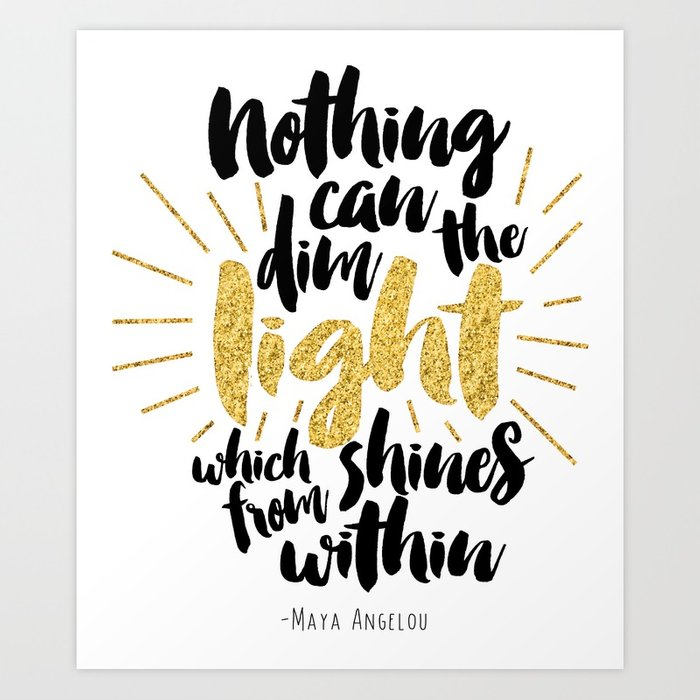 Nothing
can
dim the
light
which shines
from
within
-Maya Angelou